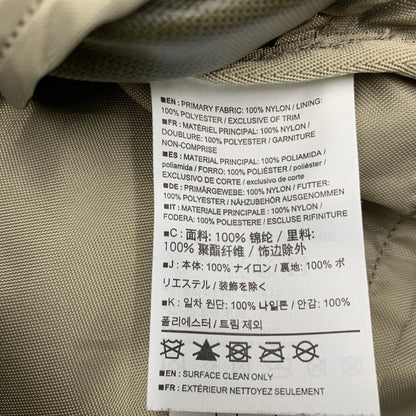 ■EN: PRIMARY FABRIC: 100% NYLON / LINING:
100% POLYESTER / EXCLUSIVE OF TRIM
■FR: MATÉRIEL PRINCIPAL: 100% NYLON /
DOUBLURE: 100% POLYESTER / GARNITURE
NON-COMPRISE
■ES: MATERIAL PRINCIPAL: 100% POLIAMIDA /
poliamida / FORRO: POLIÉSTER / poliéster /
EXCLUSIVO DE CORTE / exclusivo de corte
■DE: PRIMÄRGEWEBE: 100% NYLON / FUTTER:
100% POLYESTER / NÄHZUBEHÖR AUSGENOMMEN
■IT: MATERIALE PRINCIPALE: 100% NYLON /
FODERA: 100% POLIESTERE / ESCLUSO RIFINITURE
■C: 面料: 100% 锦纶 / 里料:
100% 聚酯纤维 / 饰边除外
■J: 本体: 100% ナイロン / 裏地: 100% ポ
リエステル / 装飾を除く
■K: 일차 원단: 100% 나일론 / 안감: 100%
폴리에스터 / 트림 제외
■EN: SURFACE CLEAN ONLY
■FR: EXTÉRIEUR NETTOYEZ SEULEMENT